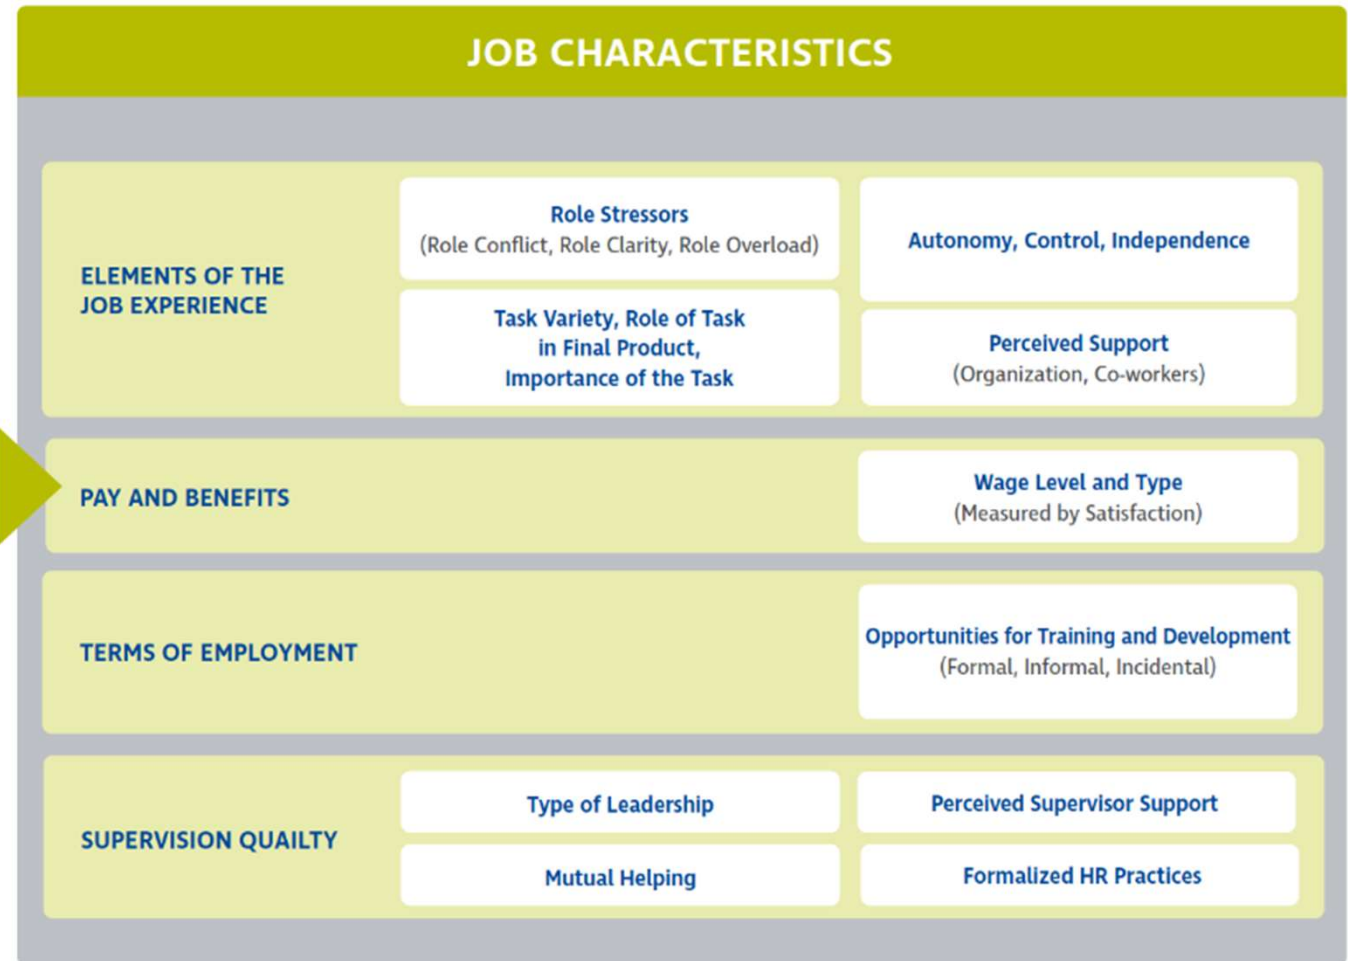 JOB CHARACTERISTICS
ELEMENTS OF THE
JOB EXPERIENCE
Role Stressors
(Role Conflict, Role Clarity, Role Overload)
Task Variety, Role of Task
in Final Product,
Importance of the Task
Autonomy, Control, Independence
Perceived Support
(Organization, Co-workers)
PAY AND BENEFITS
Wage Level and Type
(Measured by Satisfaction)
TERMS OF EMPLOYMENT
Opportunities for Training and Development
(Formal, Informal, Incidental)
SUPERVISION QUAILTY
Type of Leadership
Perceived Supervisor Support
Mutual Helping
Formalized HR Practices